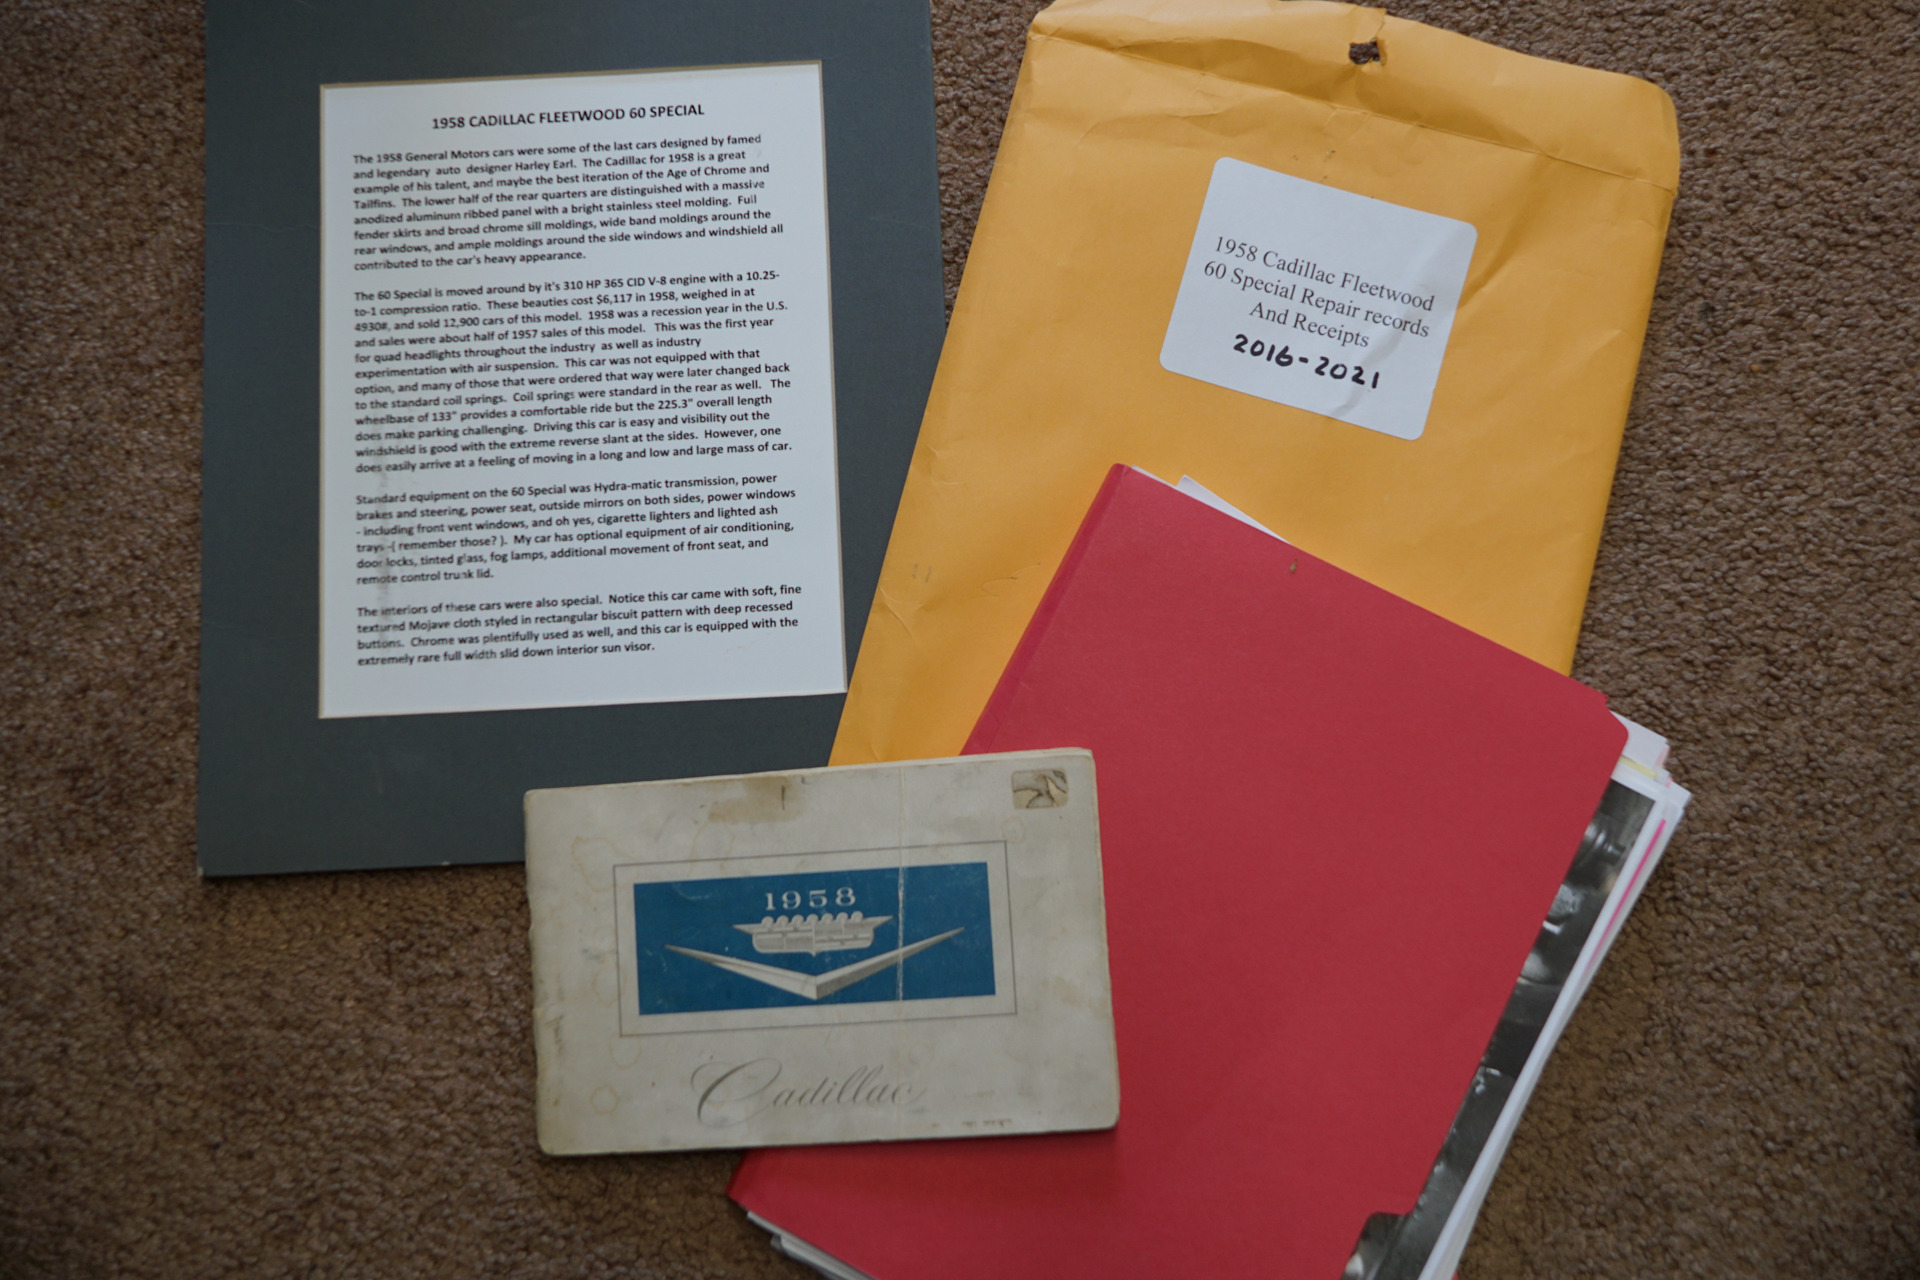 1958 CADILLAC FLEETWOOD 60 SPECIAL
The 1958 General Motors cars were some of the last cars designed by famed
and legendary auto designer Harley Earl. The Cadillac for 1958 is a great
example of his talent, and maybe the best iteration of the Age of Chrome and
Tailfins. The lower half of the rear quarters are distinguished with a massive
anodized aluminum ribbed panel with a bright stainless steel molding. Full
fender skirts and broad chrome sill moldings, wide band moldings around the
rear windows, and ample moldings around the side windows and windshield all
contributed to the car's heavy appearance.
The 60 Special is moved around by it's 310 HP 365 CID V-8 engine with a 10.25-
to-1 compression ratio. These beauties cost $6,117 in 1958, weighed in at
4930#, and sold 12,900 cars of this model. 1958 was a recession year in the U.S.
and sales were about half of 1957 sales of this model. This was the first year
for quad headlights throughout the industry as well as industry
experimentation with air suspension. This car was not equipped with that
option, and many of those that were ordered that way were later changed back
to the standard coil springs. Coil springs were standard in the rear as well. The
wheelbase of 133" provides a comfortable ride but the 225.3" overall length
does make parking challenging. Driving this car is easy and visibility out the
windshield is good with the extreme reverse slant at the sides. However, one
does easily arrive at a feeling of moving in a long and low and large mass of car.
Standard equipment on the 60 Special was Hydra-matic transmission, power
brakes and steering, power seat, outside mirrors on both sides, power windows
- including front vent windows, and oh yes, cigarette lighters and lighted ash
trays -( remember those? ). My car has optional equipment of air conditioning,
door locks, tinted glass, fog lamps, additional movement of front seat, and
remote control trunk lid.
The interiors of these cars were also special. Notice this car came with soft, fine
textured Mojave cloth styled in rectangular biscuit pattern with deep recessed
buttons. Chrome was plentifully used as well, and this car is equipped with the
extremely rare full width slid down interior sun visor.
1958 Cadillac Fleetwood
60 Special Repair records
And Receipts
2016-2021
1958
Cadillac